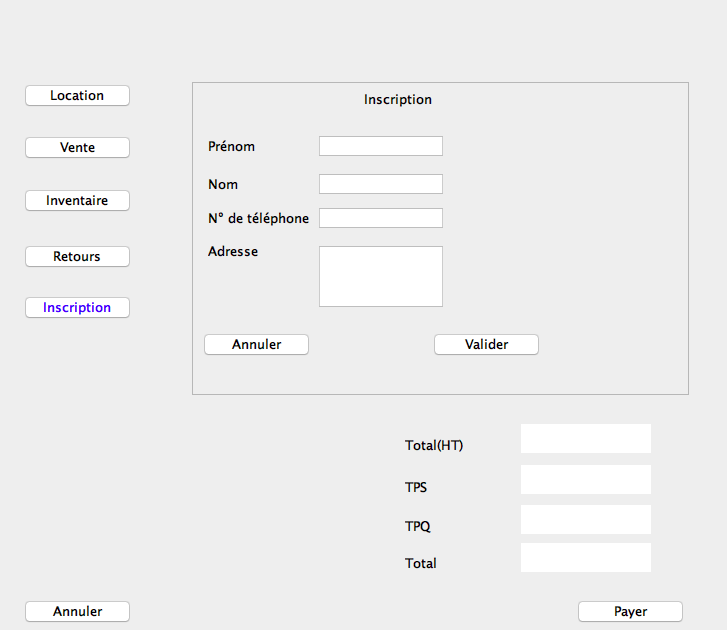 Location
Vente
Inventaire
Retours
Inscription
Inscription
Prénom
Nom
N° de téléphone
Adresse
Annuler
Valider
Total(HT)
TPS
TPQ
Total
Annuler
Payer